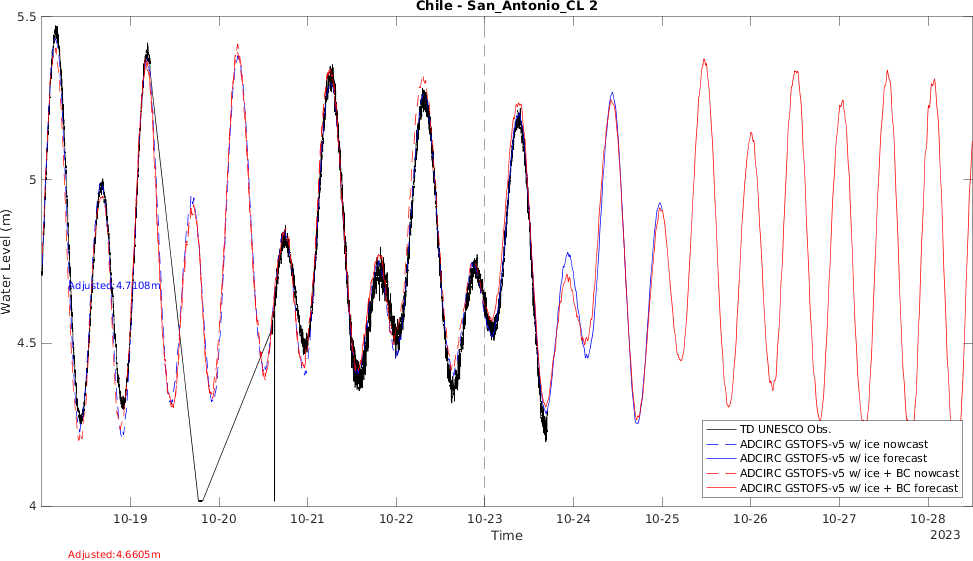 Chile - San_Antonio_CL 2
5.5
5
4.5
4
Water Level (m)
Adjusted:4.7108m
TD UNESCO Obs.
ADCIRC GSTOFS-v5 w/ ice nowcast
ADCIRC GSTOFS-v5 w/ ice forecast
ADCIRC GSTOFS-v5 w/ ice + BC nowcast
ADCIRC GSTOFS-v5 w/ ice + BC forecast
10-19 10-20 10-21 10-22 10-23 10-24 10-25 10-26 10-27 10-28
Time
2023
Adjusted:4.6605m